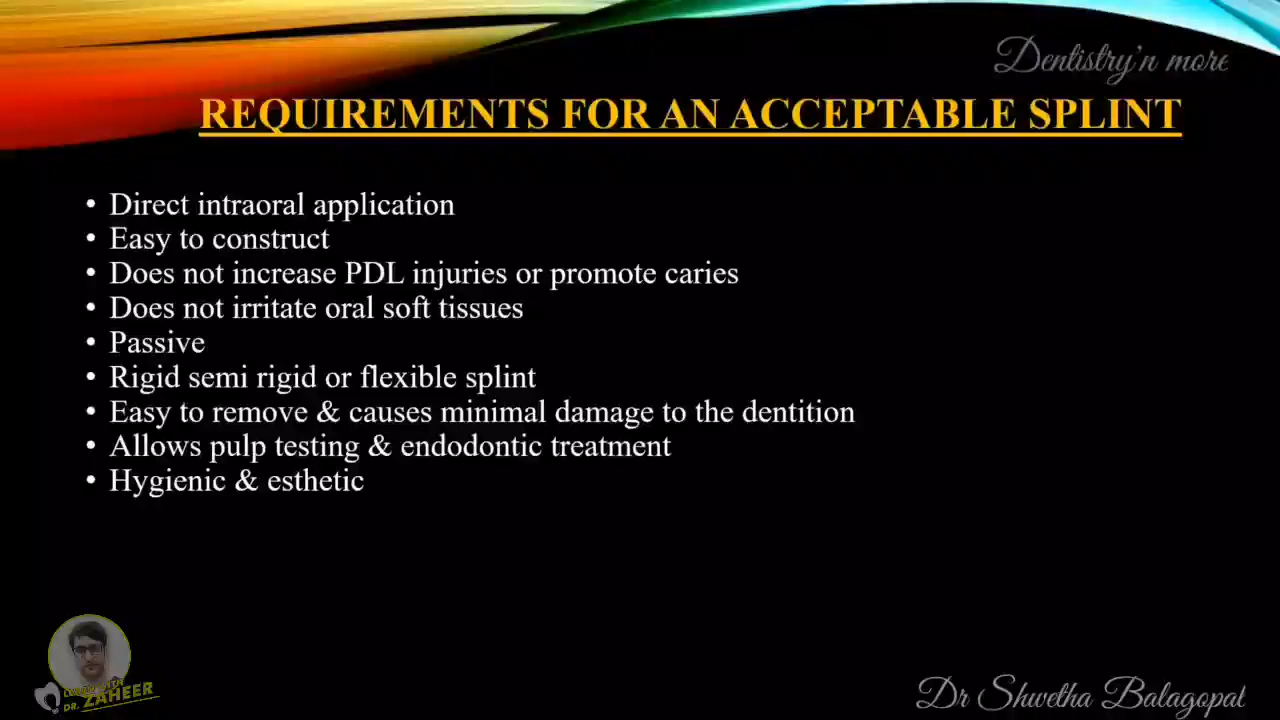 Dentistry'n more
REQUIREMENTS FOR AN ACCEPTABLE SPLINT
• Direct intraoral application
• Easy to construct
• Does not increase PDL injuries or promote caries
• Does not irritate oral soft tissues
• Passive
• Rigid semi rigid or flexible splint
• Easy to remove & causes minimal damage to the dentition
• Allows pulp testing & endodontic treatment
• Hygienic & esthetic
WITH
DR. ZAHEER
Dr Shwetha Balagopal